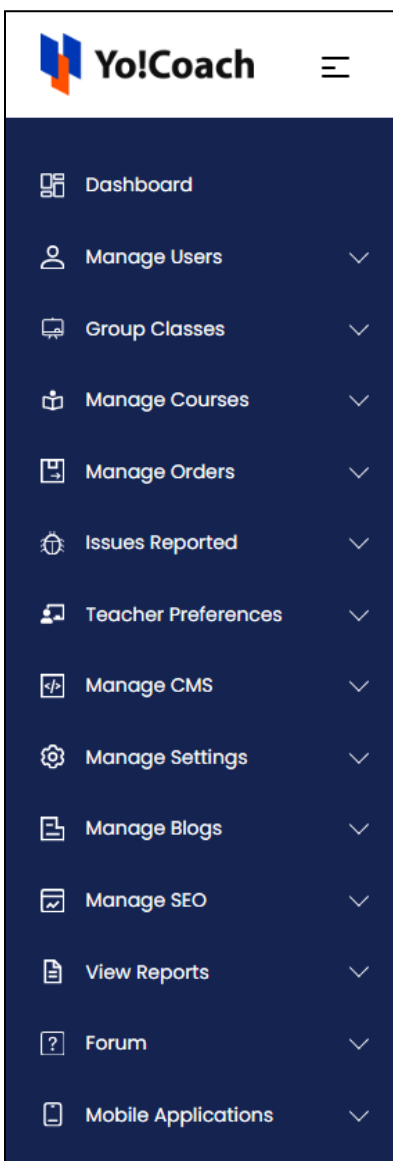 Yo!Coach
Dashboard
Manage Users
Group Classes
Manage Courses
Manage Orders
Issues Reported
Teacher Preferences
Manage CMS
Manage Settings
Manage Blogs
Manage SEO
View Reports
Forum
Mobile Applications